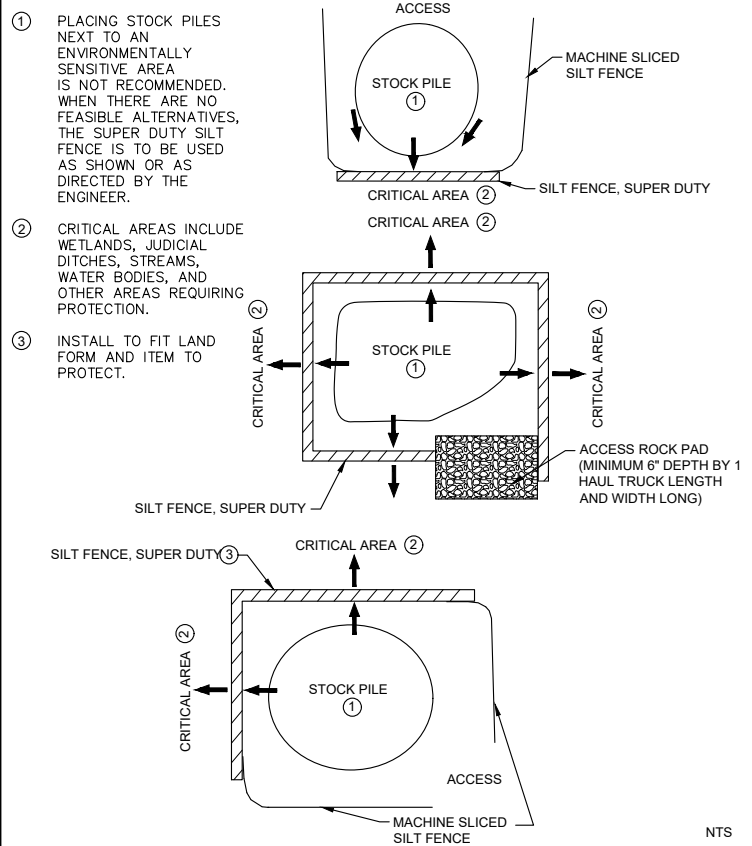 ① PLACING STOCK PILES
NEXT TO AN
ENVIRONMENTALLY
SENSITIVE AREA
IS NOT RECOMMENDED.
WHEN THERE ARE NO
FEASIBLE ALTERNATIVES,
THE SUPER DUTY SILT
FENCE IS TO BE USED
AS SHOWN OR AS
DIRECTED BY THE
ENGINEER.
② CRITICAL AREAS INCLUDE
WETLANDS, JUDICIAL
DITCHES, STREAMS,
WATER BODIES, AND
OTHER AREAS REQUIRING
PROTECTION.
③ INSTALL TO FIT LAND
FORM AND ITEM TO
PROTECT.
ACCESS
STOCK PILE
①
MACHINE SLICED
SILT FENCE
SILT FENCE, SUPER DUTY
CRITICAL AREA ②
CRITICAL AREA ②
CRITICAL AREA ②
STOCK PILE
①
CRITICAL AREA ②
ACCESS ROCK PAD
(MINIMUM 6" DEPTH BY 1
HAUL TRUCK LENGTH
AND WIDTH LONG)
SILT FENCE, SUPER DUTY
SILT FENCE, SUPER DUTY ③
CRITICAL AREA ②
CRITICAL AREA ②
STOCK PILE
①
ACCESS
MACHINE SLICED
SILT FENCE
NTS